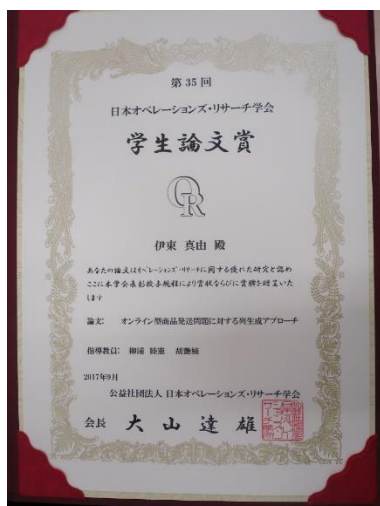 第35回
日本オペレーションズ・リサーチ学会
学生論文賞
OR
伊東 真由 殿
あなたの論文はオペレーションズ・リサーチに関する優れた研究と認め
ここに本学会表彰授与規程により賞状ならびに賞牌を贈呈いた
します
論文: オンライン型商品発送問題に対する列生成アプローチ
指導教員: 睦憲 胡艶楠
2017年9月
公益社団法人 日本オペレーションズ・リサーチ学会
会長 大山達雄